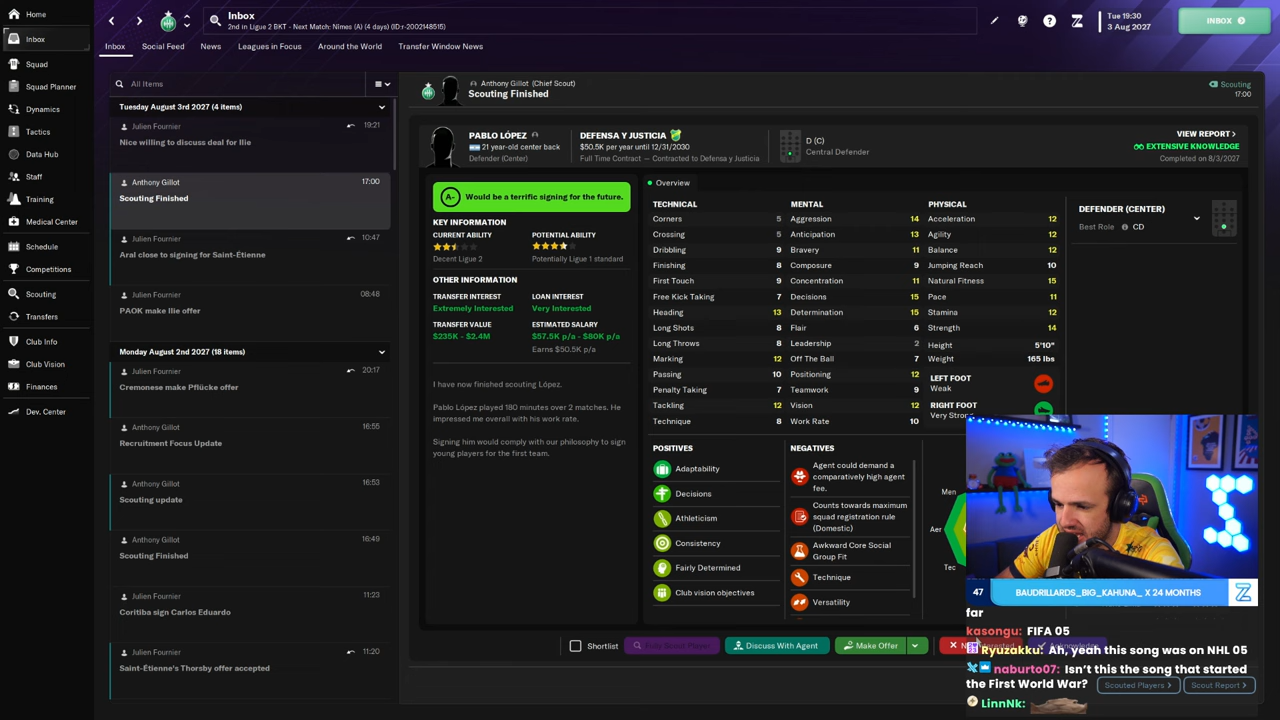 Home
Inbox
Squad
Squad Planner
Dynamics
Tactics
Data Hub
Staff
Training
Medical Center
Schedule
Competitions
Scouting
Transfers
Club Info
Club Vision
Finances
Dev. Center
Inbox
2nd in Ligue 2 BKT - Next Match: Nîmes (A) (4 days) (ID:r-2002148515)
Tue 19:30
3 Aug 2027
INBOX
Inbox
Social Feed
News
Leagues in Focus
Around the World
Transfer Window News
All Items
Tuesday August 3rd 2027 (4 items)
Julien Fournier 19:21
Nice willing to discuss deal for Ilie
Anthony Gillot 17:00
Scouting Finished
Julien Fournier 10:47
Aral close to signing for Saint-Étienne
Julien Fournier 08:48
PAOK make Ilie offer
Monday August 2nd 2027 (18 items)
Julien Fournier 20:17
Cremonese make Pflücke offer
Anthony Gillot 16:55
Recruitment Focus Update
Anthony Gillot 16:53
Scouting update
Anthony Gillot 16:49
Scouting Finished
Julien Fournier 11:23
Coritiba sign Carlos Eduardo
Julien Fournier 11:20
Saint-Étienne's Thorsby offer accepted
Anthony Gillot (Chief Scout)
Scouting Finished
Scouting
17:00
PABLO LÓPEZ
21 year-old center back
Defender (Center)
DEFENSA Y JUSTICIA
$50.5K per year until 12/31/2030
Full Time Contract – Contracted to Defensa y Justicia
D (C)
Central Defender
VIEW REPORT >
EXTENSIVE KNOWLEDGE
Completed on 8/3/2027
A- Would be a terrific signing for the future.
KEY INFORMATION
CURRENT ABILITY
Decent Ligue 2
POTENTIAL ABILITY
Potentially Ligue 1 standard
OTHER INFORMATION
TRANSFER INTEREST
Extremely Interested
LOAN INTEREST
Very Interested
TRANSFER VALUE
$235K - $2.4M
ESTIMATED SALARY
$57.5K p/a - $80K p/a
Earns $50.5K p/a
I have now finished scouting López.
Pablo López played 180 minutes over 2 matches. He
impressed me overall with his work rate.
Signing him would comply with our philosophy to sign
young players for the first team.
Overview
TECHNICAL MENTAL PHYSICAL
Corners 5 Aggression 14 Acceleration 12
Crossing 5 Anticipation 13 Agility 12
Dribbling 9 Bravery 11 Balance 12
Finishing 8 Composure 9 Jumping Reach 10
First Touch 9 Concentration 11 Natural Fitness 15
Free Kick Taking 7 Decisions 15 Pace 11
Heading 13 Determination 15 Stamina 12
Long Shots 8 Flair 6 Strength 14
Long Throws 8 Leadership 2 Height 5'10"
Marking 12 Off The Ball 7 Weight 165 lbs
Passing 10 Positioning 12
Penalty Taking 7 Teamwork 9
Tackling 12 Vision 12
Technique 8 Work Rate 10
LEFT FOOT
Weak
RIGHT FOOT
Very Stro
DEFENDER (CENTER)
Best Role CD
POSITIVES
Adaptability
Decisions
Athleticism
Consistency
Fairly Determined
Club vision objectives
NEGATIVES
Agent could demand a
comparatively high agent
fee.
Counts towards maximum
squad registration rule
(Domestic)
Awkward Core Social
Group Fit
Technique
Versatility
Men
Aer
Tec
Shortlist
Fully Scout Player
Discuss With Agent
Make Offer
Scouted Players >
Scout Report >
47 BAUDRILLARDS_BIG_KAHUNA_ X 24 MONTHS
far
kasongu: FIFA 05
Ryuzakku: Ahh yeah this song was on NHL 05
naburto07: Isn't this the song that started
the First World War?
LinnNk: